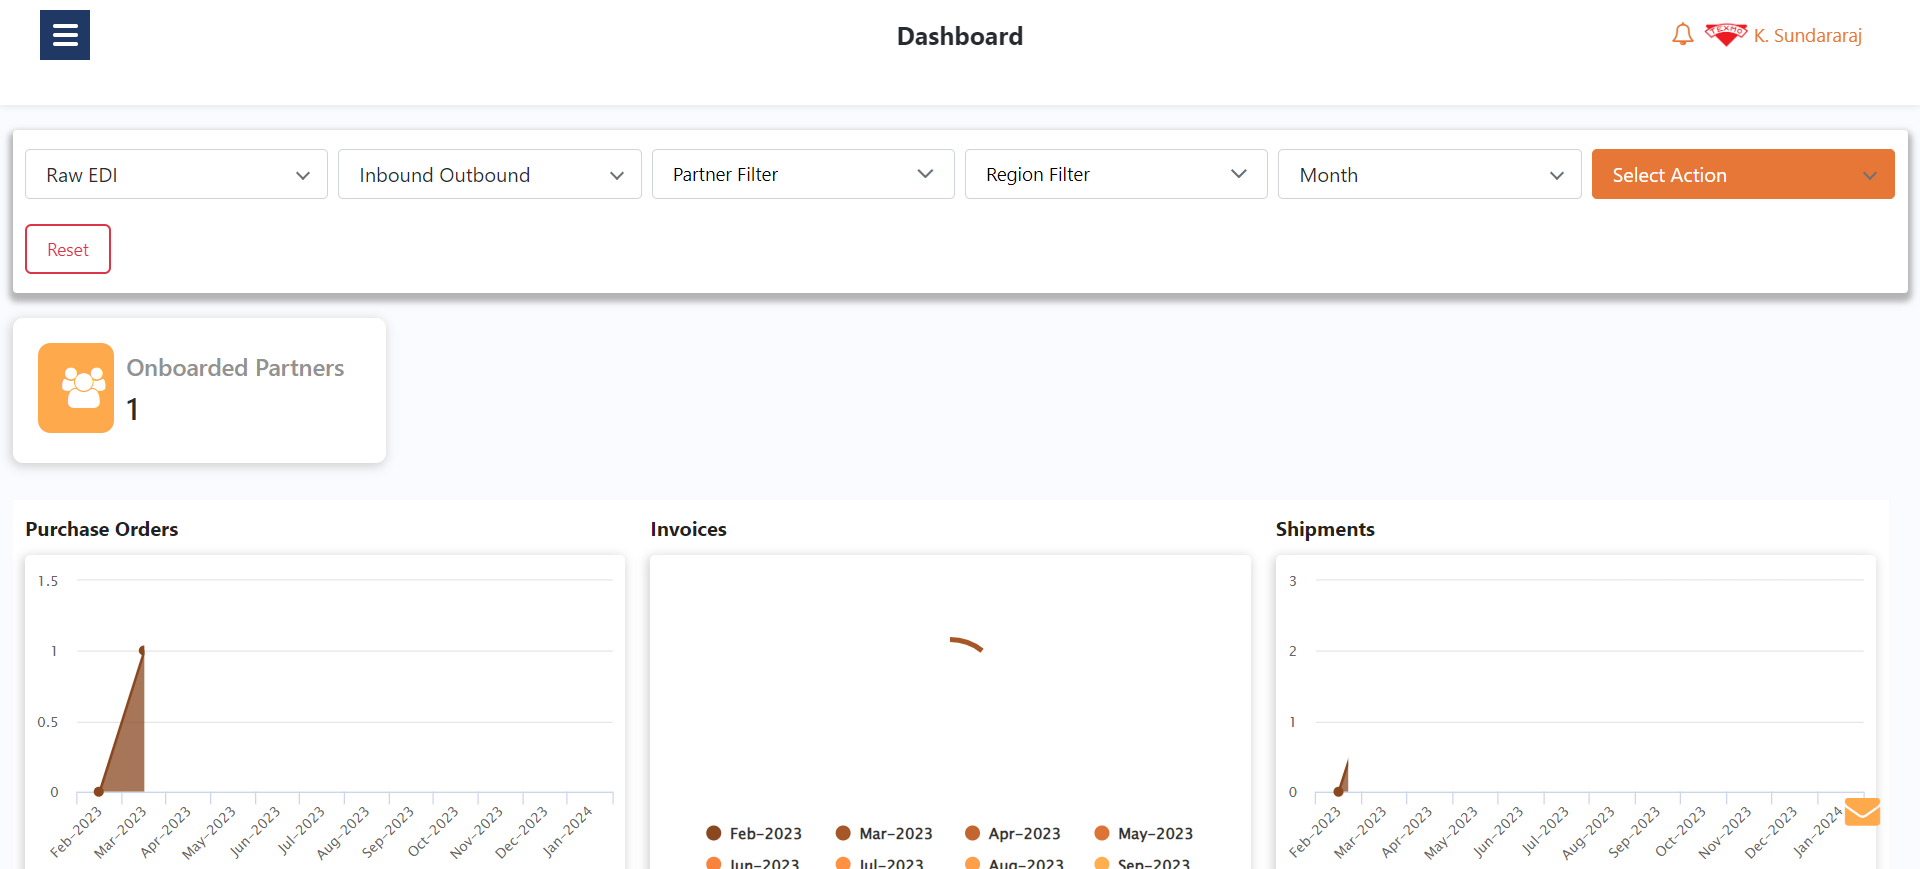 Dashboard
TEXMO
K. Sundararaj
Raw EDI
Inbound Outbound
Partner Filter
Region Filter
Month
Select Action
Reset
Onboarded Partners
1
Purchase Orders
1.5
1
0.5
0
Feb-2023
Mar-2023
Apr-2023
May-2023
Jun-2023
Jul-2023
Aug-2023
Sep-2023
Oct-2023
Nov-2023
Dec-2023
Jan-2024
Invoices
Feb-2023
Mar-2023
Apr-2023
May-2023
Jun-2023
Jul-2023
Aug-2023
Sep-2023
Shipments
3
2
1
0
Feb-2023
Mar-2023
Apr-2023
May-2023
Jun-2023
Jul-2023
Aug-2023
Sep-2023
Oct-2023
Nov-2023
Dec-2023
Jan-2024